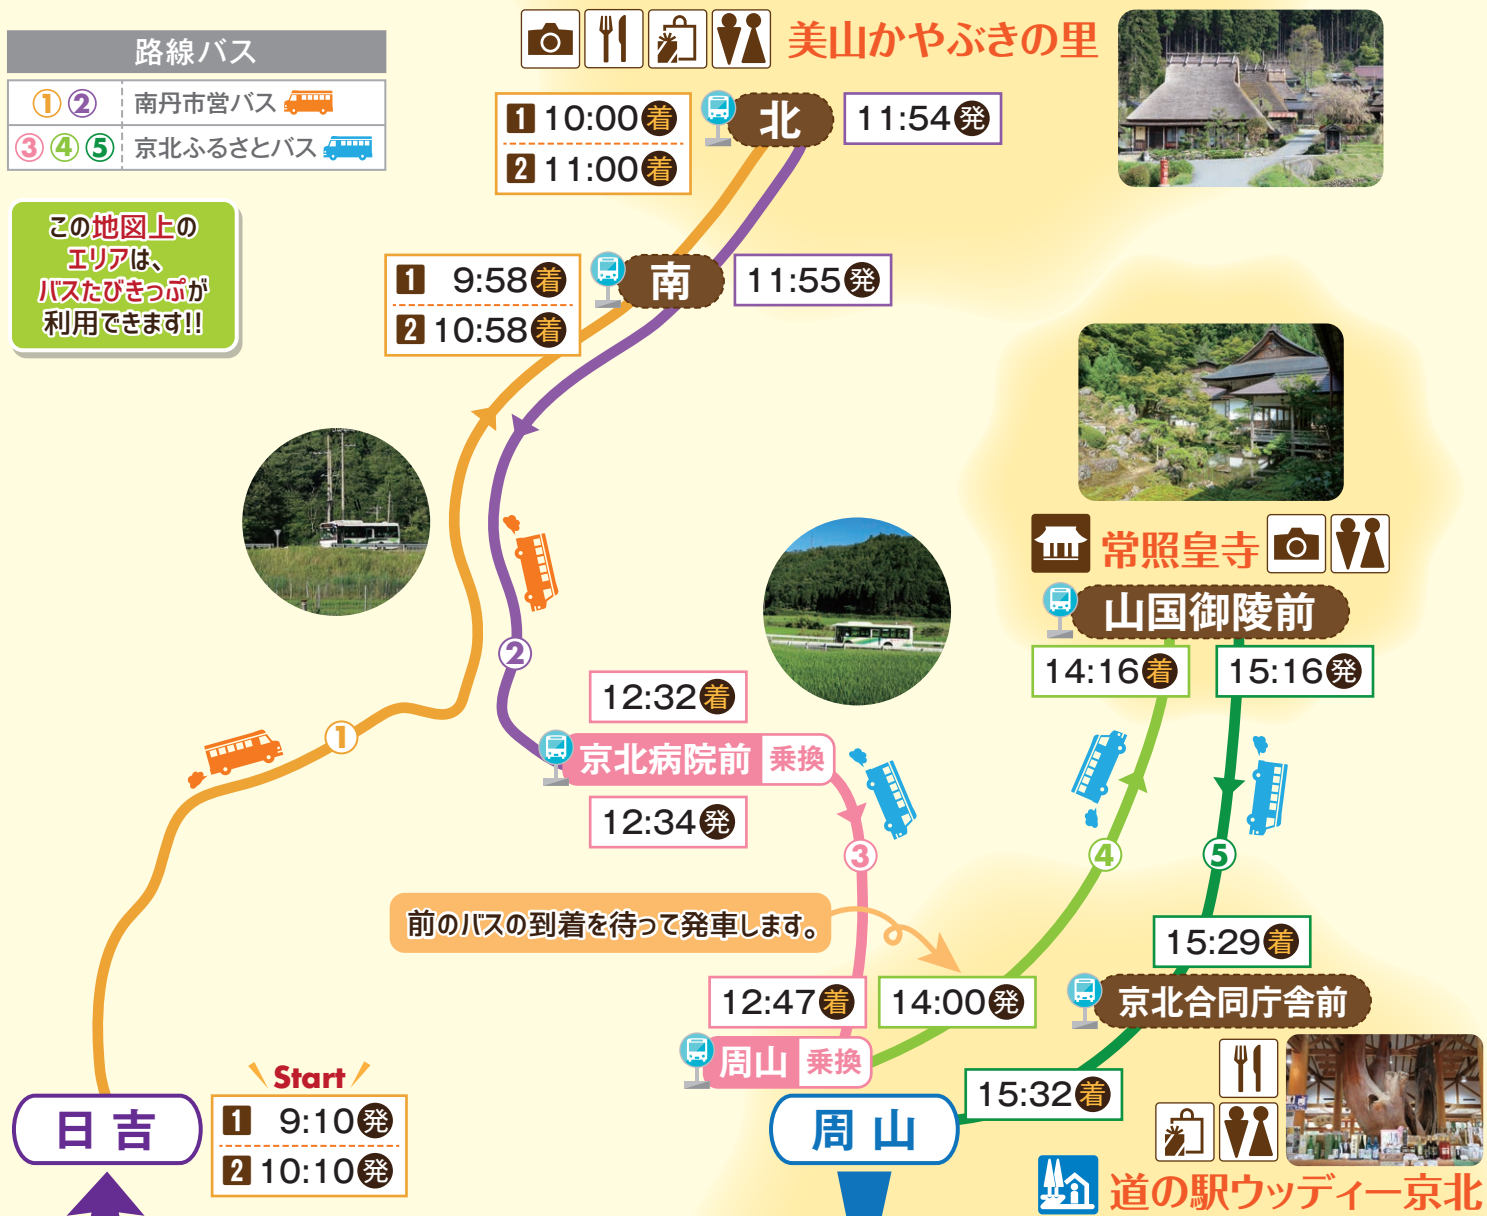 路線バス
① ② 南丹市営バス
③ ④ ⑤ 京北ふるさとバス
この地図上の
エリアは、
バスたびきっぷが
利用できます!!
美山かやぶきの里
1 10:00着
2 11:00着
北
11:54発
1 9:58着
2 10:58着
南
11:55発
常照皇寺
山国御陵前
14:16着
15:16発
②
12:32着
京北病院前 乗換
12:34発
①
③
④
⑤
前のバスの到着を待って発車します。
15:29着
京北合同庁舎前
12:47着
14:00発
周山 乗換
Start
日吉
1 9:10発
2 10:10発
15:32着
周山
道の駅ウッディー京北